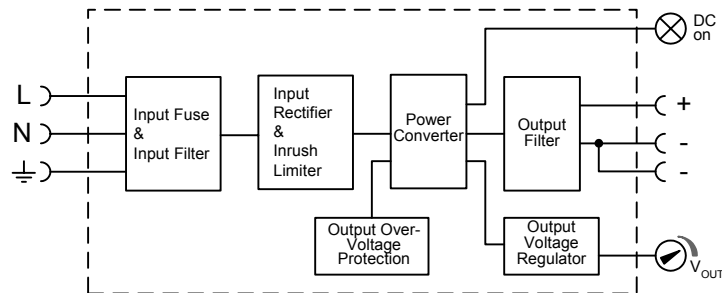 DC
on
L
N
Input Fuse
&
Input Filter
Input
Rectifier
&
Inrush
Limiter
Power
Converter
Output
Filter
+
-
-
Output Over-
Voltage
Protection
Output
Voltage
Regulator
VOUT